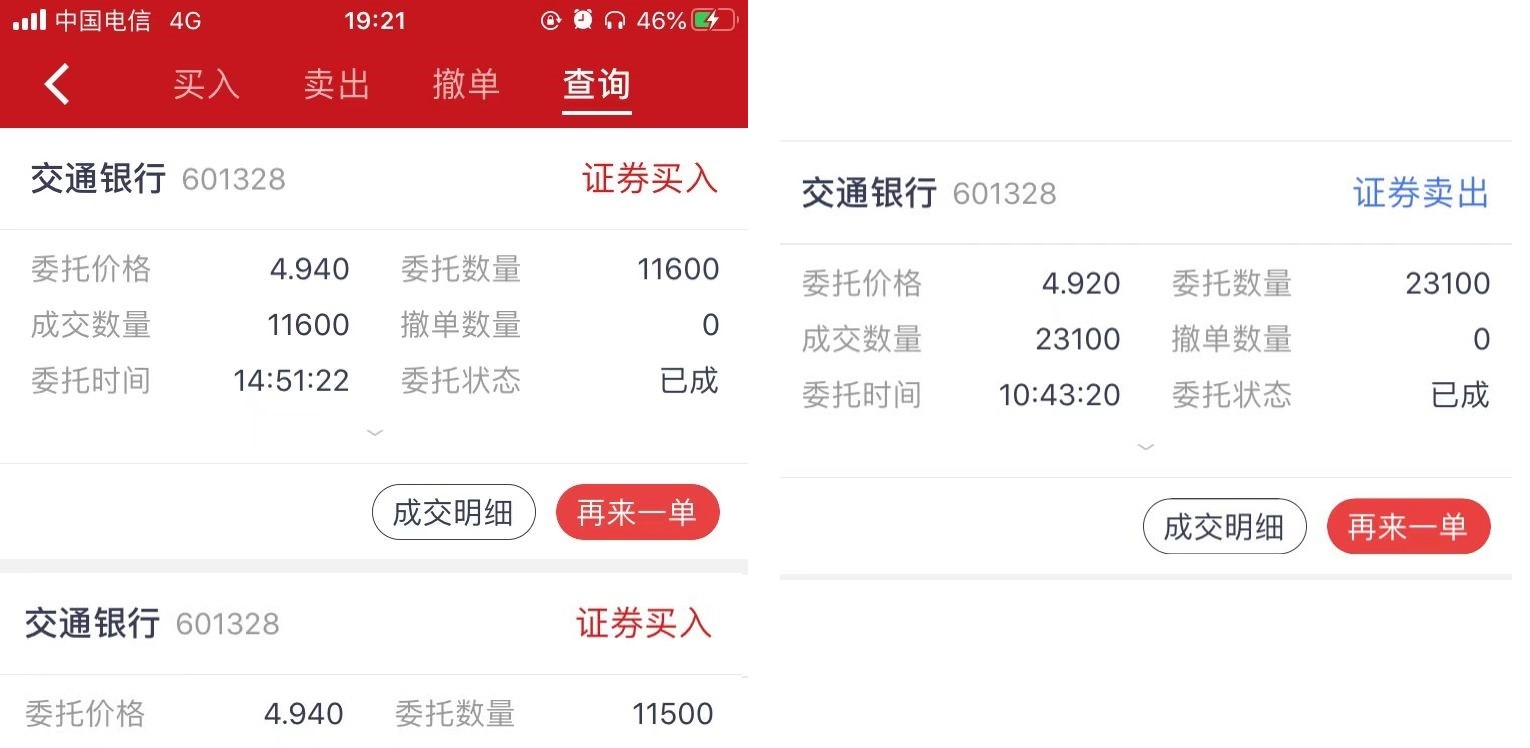 中国电信 4G 19:21 46%
买入 卖出 撤单 查询
交通银行 601328 证券买入
委托价格 4.940 委托数量 11600
成交数量 11600 撤单数量 0
委托时间 14:51:22 委托状态 已成
成交明细 再来一单
交通银行 601328 证券买入
委托价格 4.940 委托数量 11500
交通银行 601328 证券卖出
委托价格 4.920 委托数量 23100
成交数量 23100 撤单数量 0
委托时间 10:43:20 委托状态 已成
成交明细 再来一单